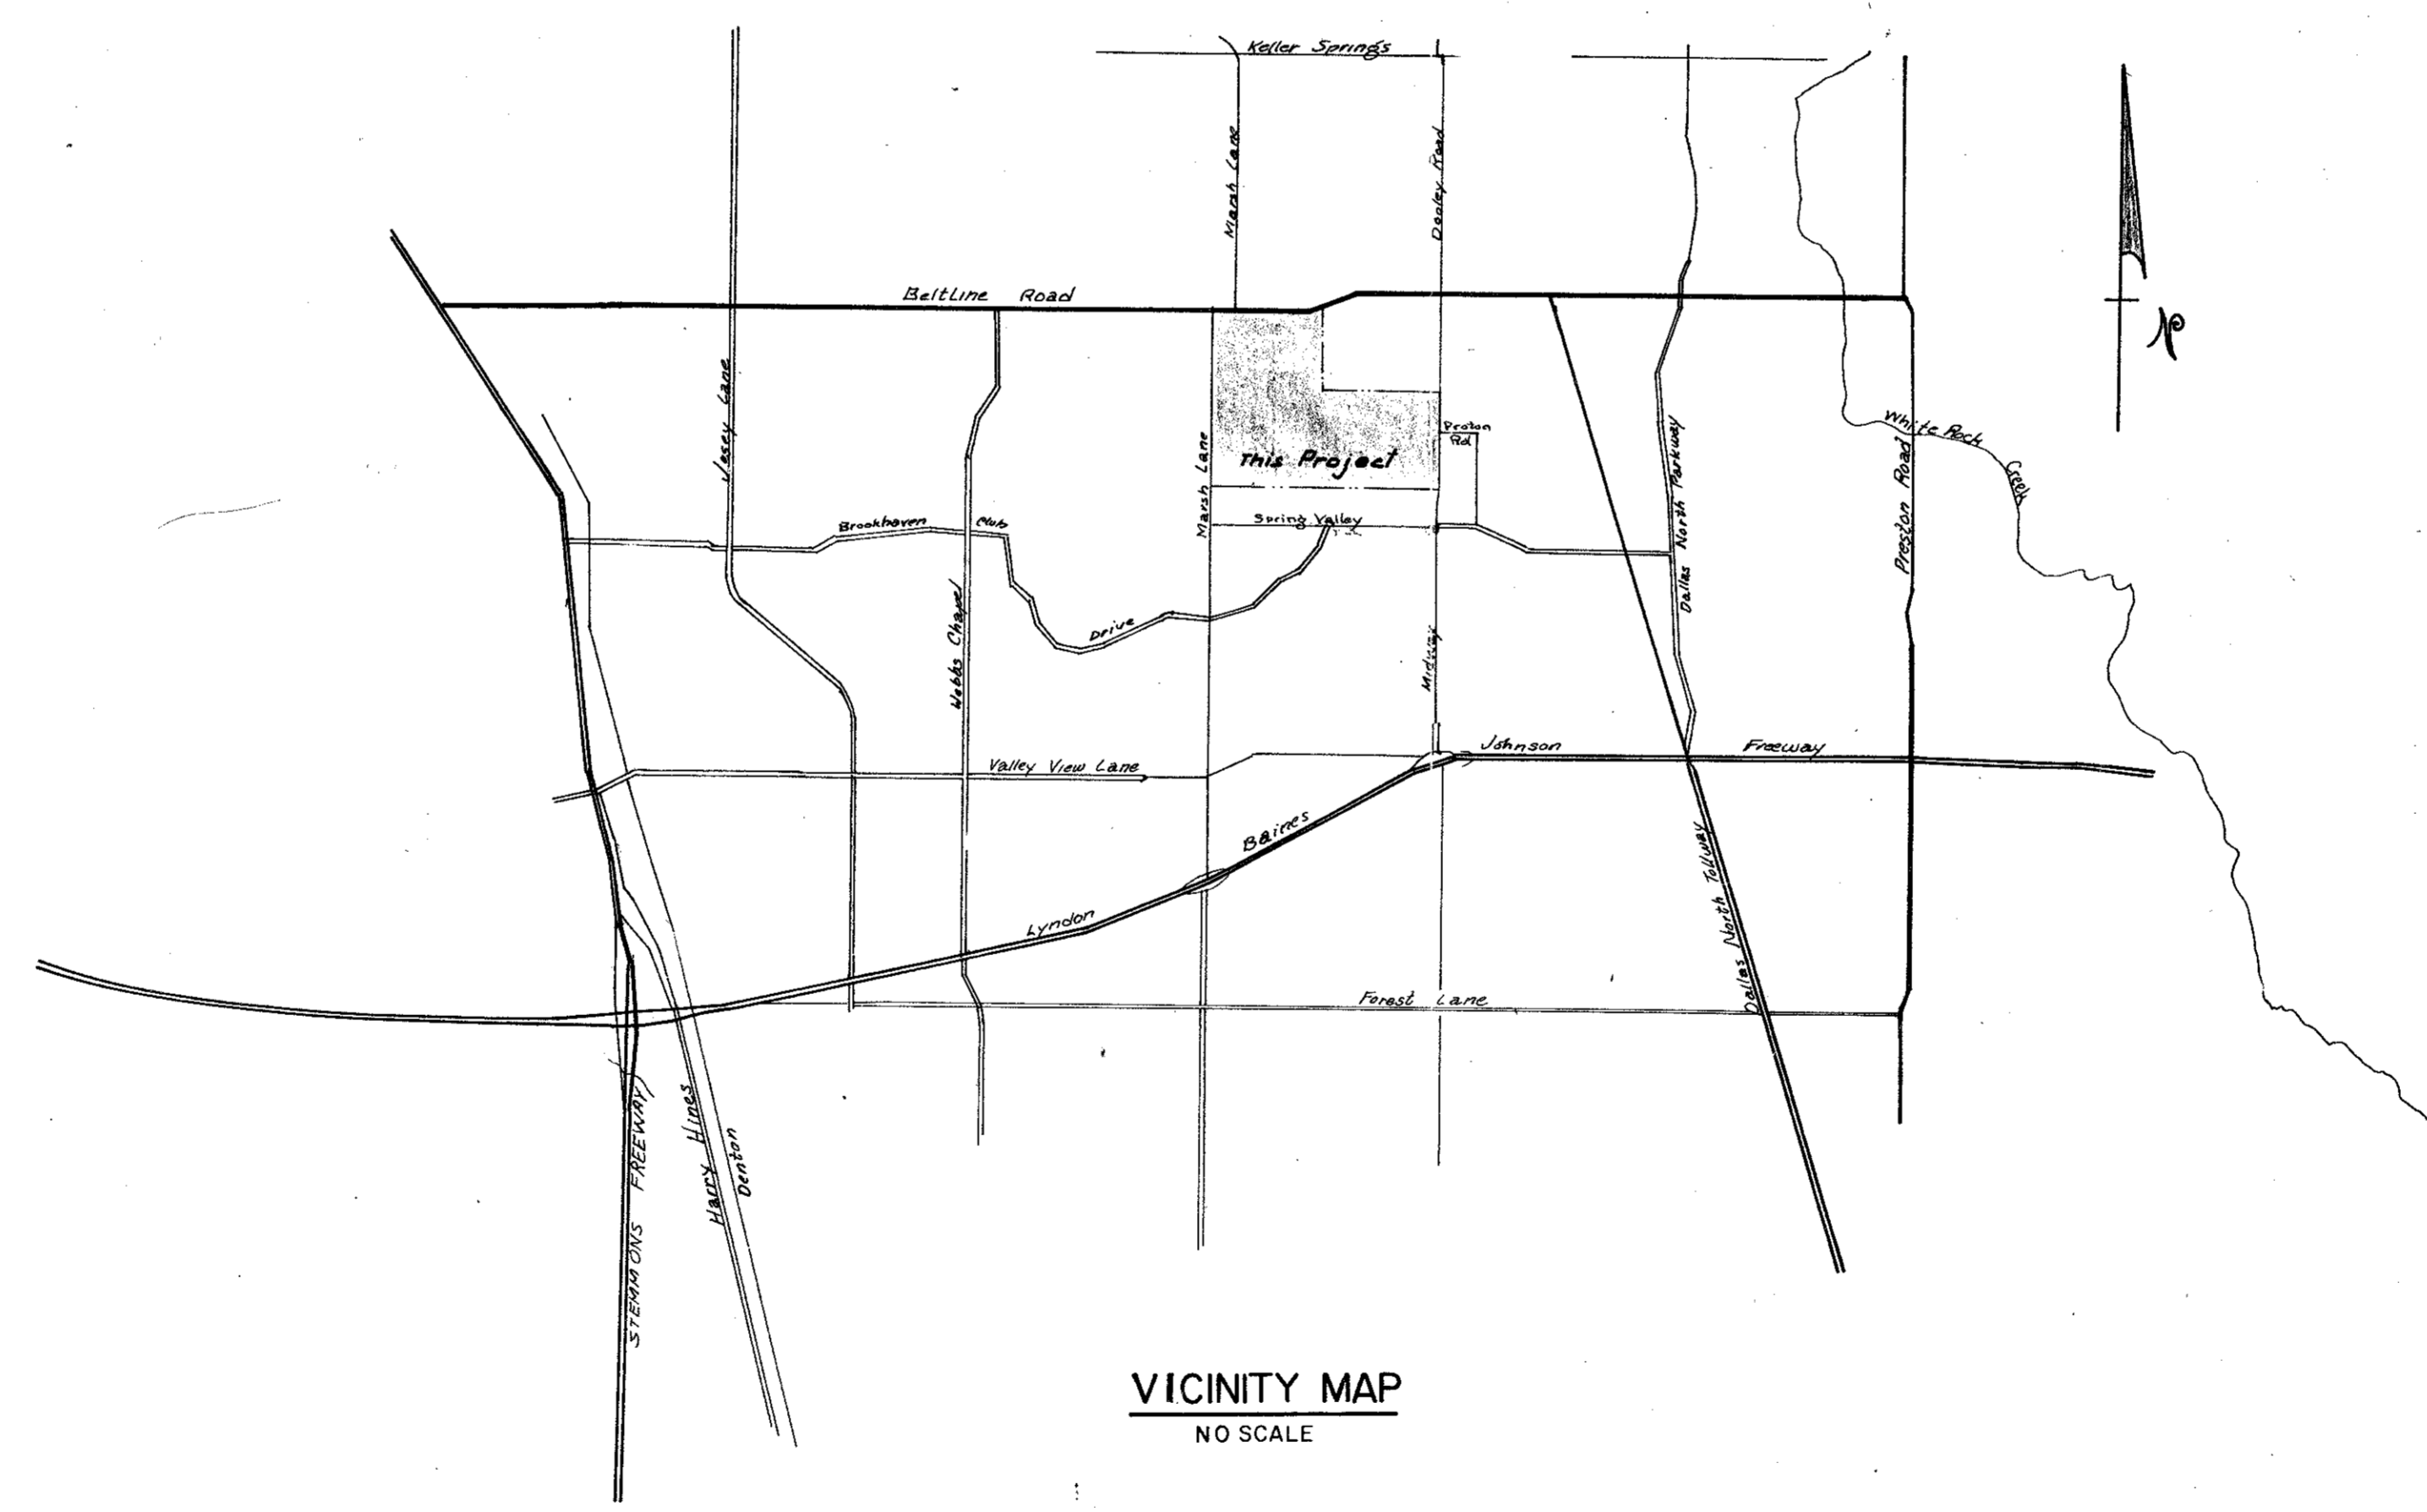 Keller Springs
Marsh Lane
Dooley Road
BeltLine Road
Josey Lane
White Rock
Creek
Proton
Rd
This Project
Marsh Lane
Dallas North Parkway
Preston Road
Brookhaven Club
Drive
Spring Valley
Webbs Chapel
Midway
Johnson Freeway
Valley View Lane
Baines
Lyndon
Dallas North Tollway
Forest Lane
STEMMONS FREEWAY
Harry Hines
Denton
N
VICINITY MAP
NO SCALE